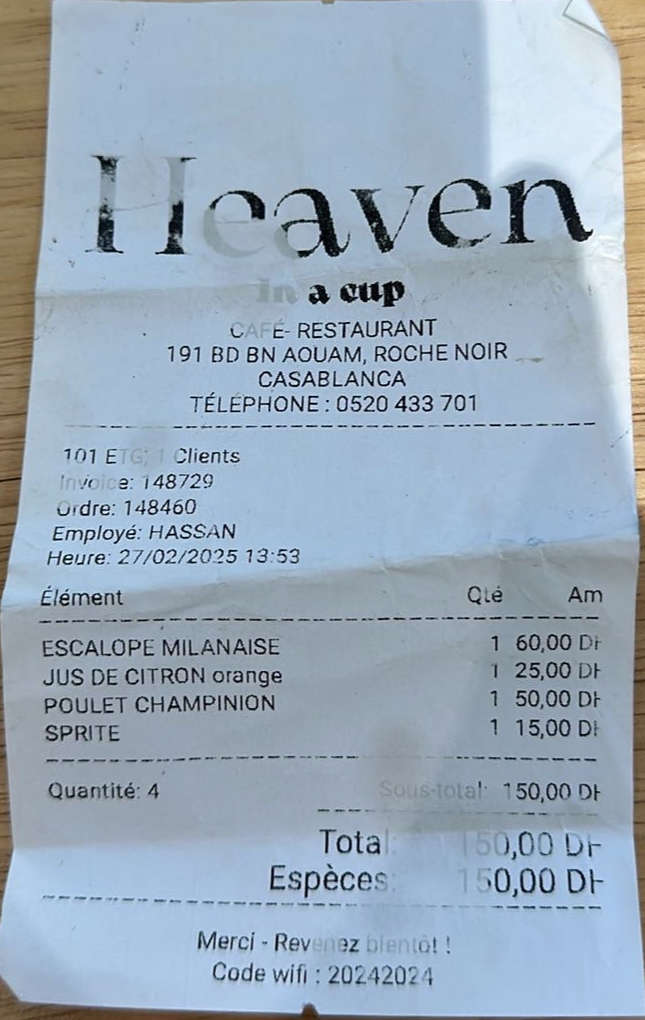 Heaven
in a cup
CAFÉ- RESTAURANT
191 BD BN AOUAM, ROCHE NOIR
CASABLANCA
TÉLÉPHONE : 0520 433 701
101 ETG; 1 Clients
Invoice: 148729
Ordre: 148460
Employé: HASSAN
Heure: 27/02/2025 13:53
Élément Qté Am
ESCALOPE MILANAISE 1 60,00 DH
JUS DE CITRON orange 1 25,00 DH
POULET CHAMPINION 1 50,00 DH
SPRITE 1 15,00 DH
Quantité: 4 Sous-total: 150,00 DH
Total: 150,00 DH
Espèces: 150,00 DH
Merci - Revenez bientôt !
Code wifi : 20242024